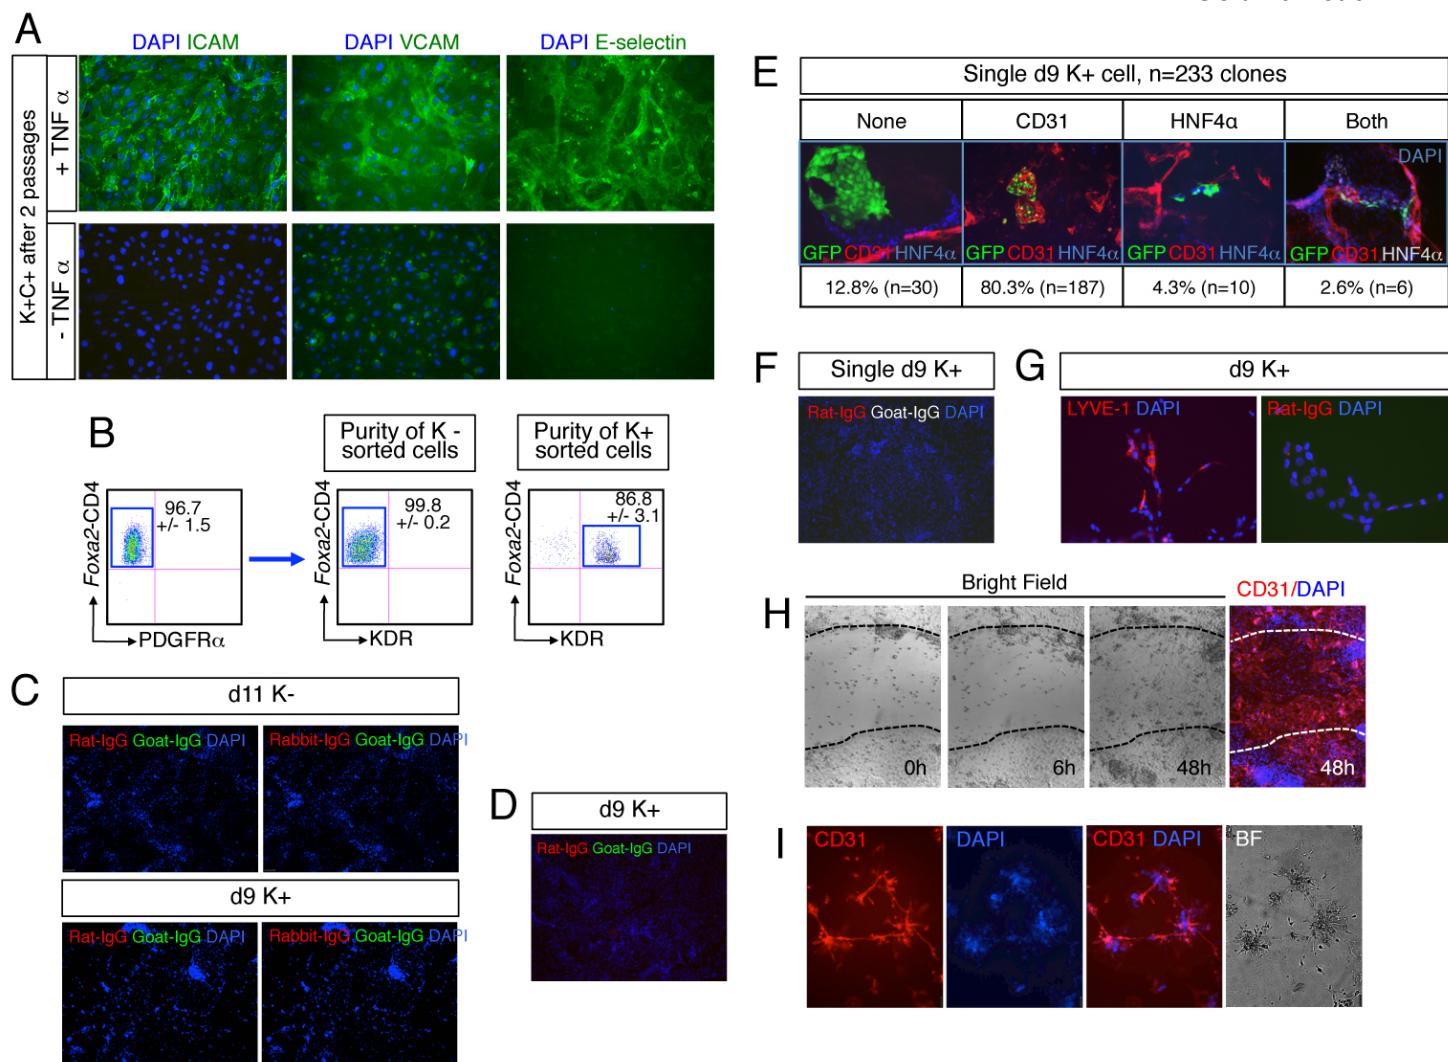 A
DAPI ICAM
DAPI VCAM
DAPI E-selectin
K+C+ after 2 passages
+ TNF α
- TNF α
B
Purity of K -
sorted cells
Purity of K+
sorted cells
Foxa2-CD4
96.7
+/- 1.5
PDGFRα
Foxa2-CD4
99.8
+/- 0.2
KDR
Foxa2-CD4
86.8
+/- 3.1
KDR
C
d11 K-
Rat-IgG Goat-IgG DAPI
Rabbit-IgG Goat-IgG DAPI
d9 K+
Rat-IgG Goat-IgG DAPI
Rabbit-IgG Goat-IgG DAPI
D
d9 K+
Rat-IgG Goat-IgG DAPI
E
Single d9 K+ cell, n=233 clones
None
CD31
HNF4α
Both
GFP CD31 HNF4α
GFP CD31 HNF4α
GFP CD31 HNF4α
DAPI
GFP CD31 HNF4α
12.8% (n=30)
80.3% (n=187)
4.3% (n=10)
2.6% (n=6)
F
Single d9 K+
Rat-IgG Goat-IgG DAPI
G
d9 K+
LYVE-1 DAPI
Rat-IgG DAPI
H
Bright Field
CD31/DAPI
0h
6h
48h
48h
I
CD31
DAPI
CD31 DAPI
BF